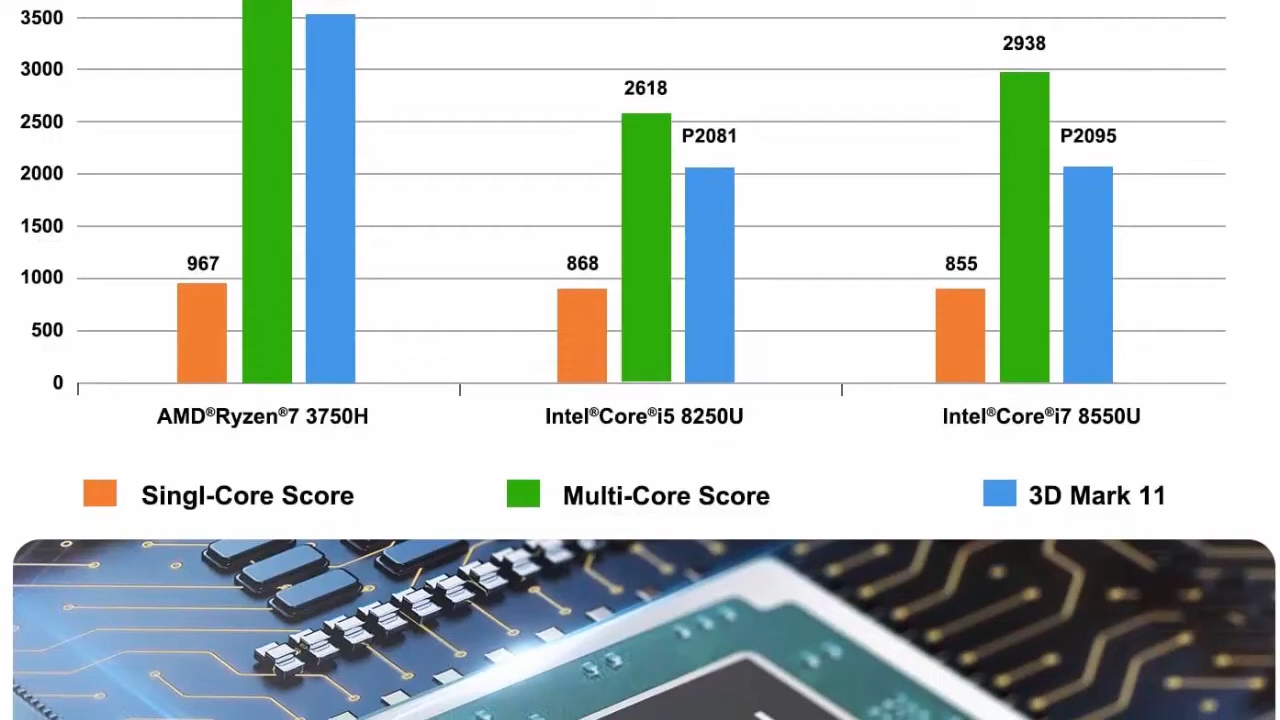 3500
2938
3000
2618
2500
P2081
P2095
2000
1500
967
868
855
1000
500
0
AMD®Ryzen®7 3750H
Intel®Core®i5 8250U
Intel®Core®i7 8550U
Singl-Core Score
Multi-Core Score
3D Mark 11